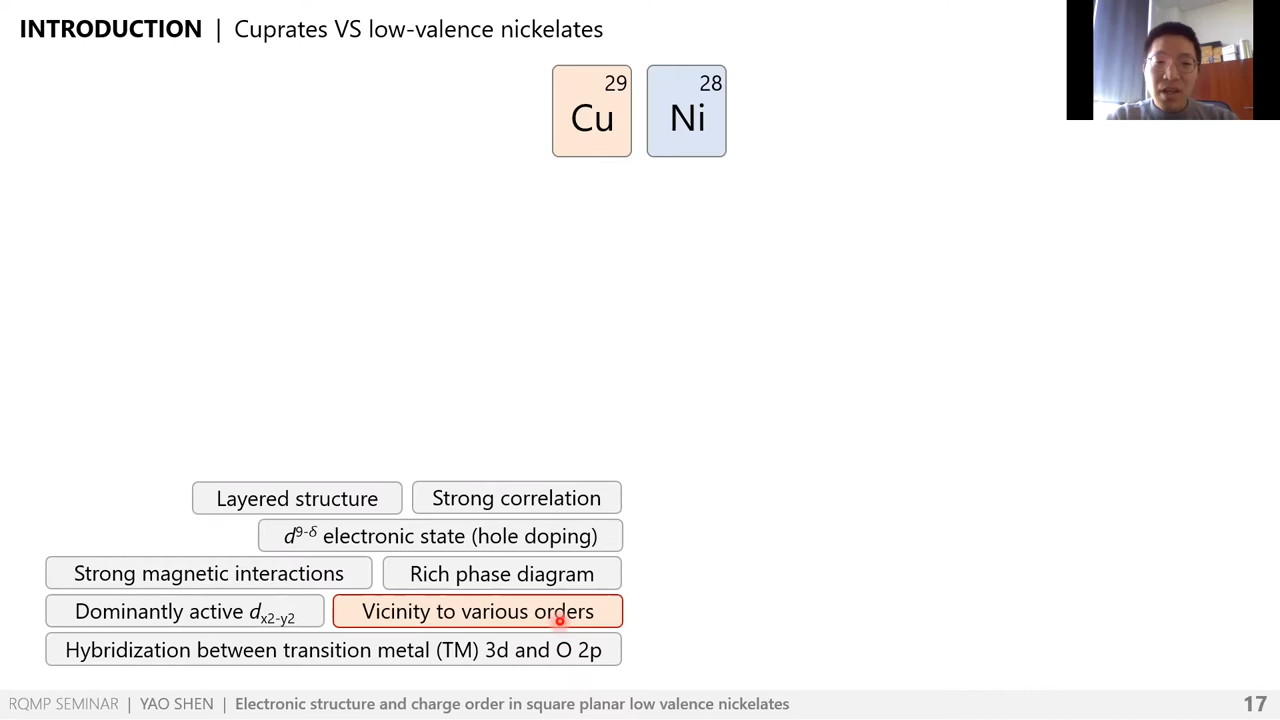 INTRODUCTION | Cuprates VS low-valence nickelates
29
Cu
28
Ni
Layered structure
Strong correlation
d⁹⁻ᵟ electronic state (hole doping)
Strong magnetic interactions
Rich phase diagram
Dominantly active dx2-y2
Vicinity to various orders
Hybridization between transition metal (TM) 3d and O 2p
RQMP SEMINAR | YAO SHEN | Electronic structure and charge order in square planar low valence nickelates
17